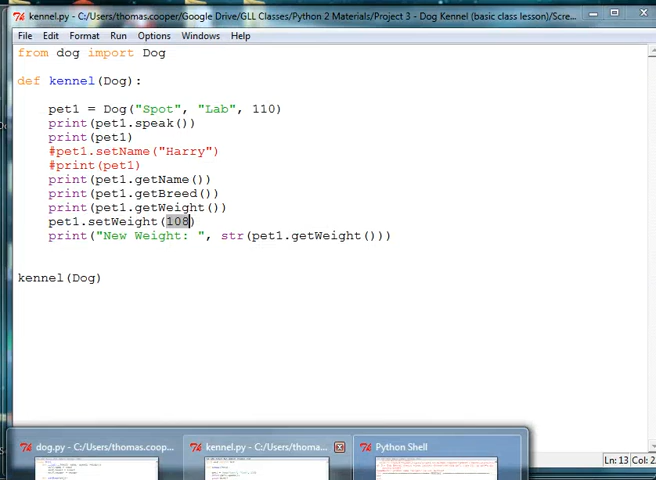 kennel.py - C:/Users/thomas.cooper/Google Drive/GLL Classes/Python 2 Materials/Project 3 - Dog Kennel (basic class lesson)/Scre...
File Edit Format Run Options Windows Help
from dog import Dog
def kennel(Dog):
pet1 = Dog("Spot", "Lab", 110)
print(pet1.speak())
print(pet1)
#pet1.setName("Harry")
#print(pet1)
print(pet1.getName())
print(pet1.getBreed())
print(pet1.getWeight())
pet1.setWeight(108)
print("New Weight: ", str(pet1.getWeight()))
kennel(Dog)
dog.py - C:/Users/thomas.coop... kennel.py - C:/Users/thomas.... Python Shell
Ln: 13 Col: 2